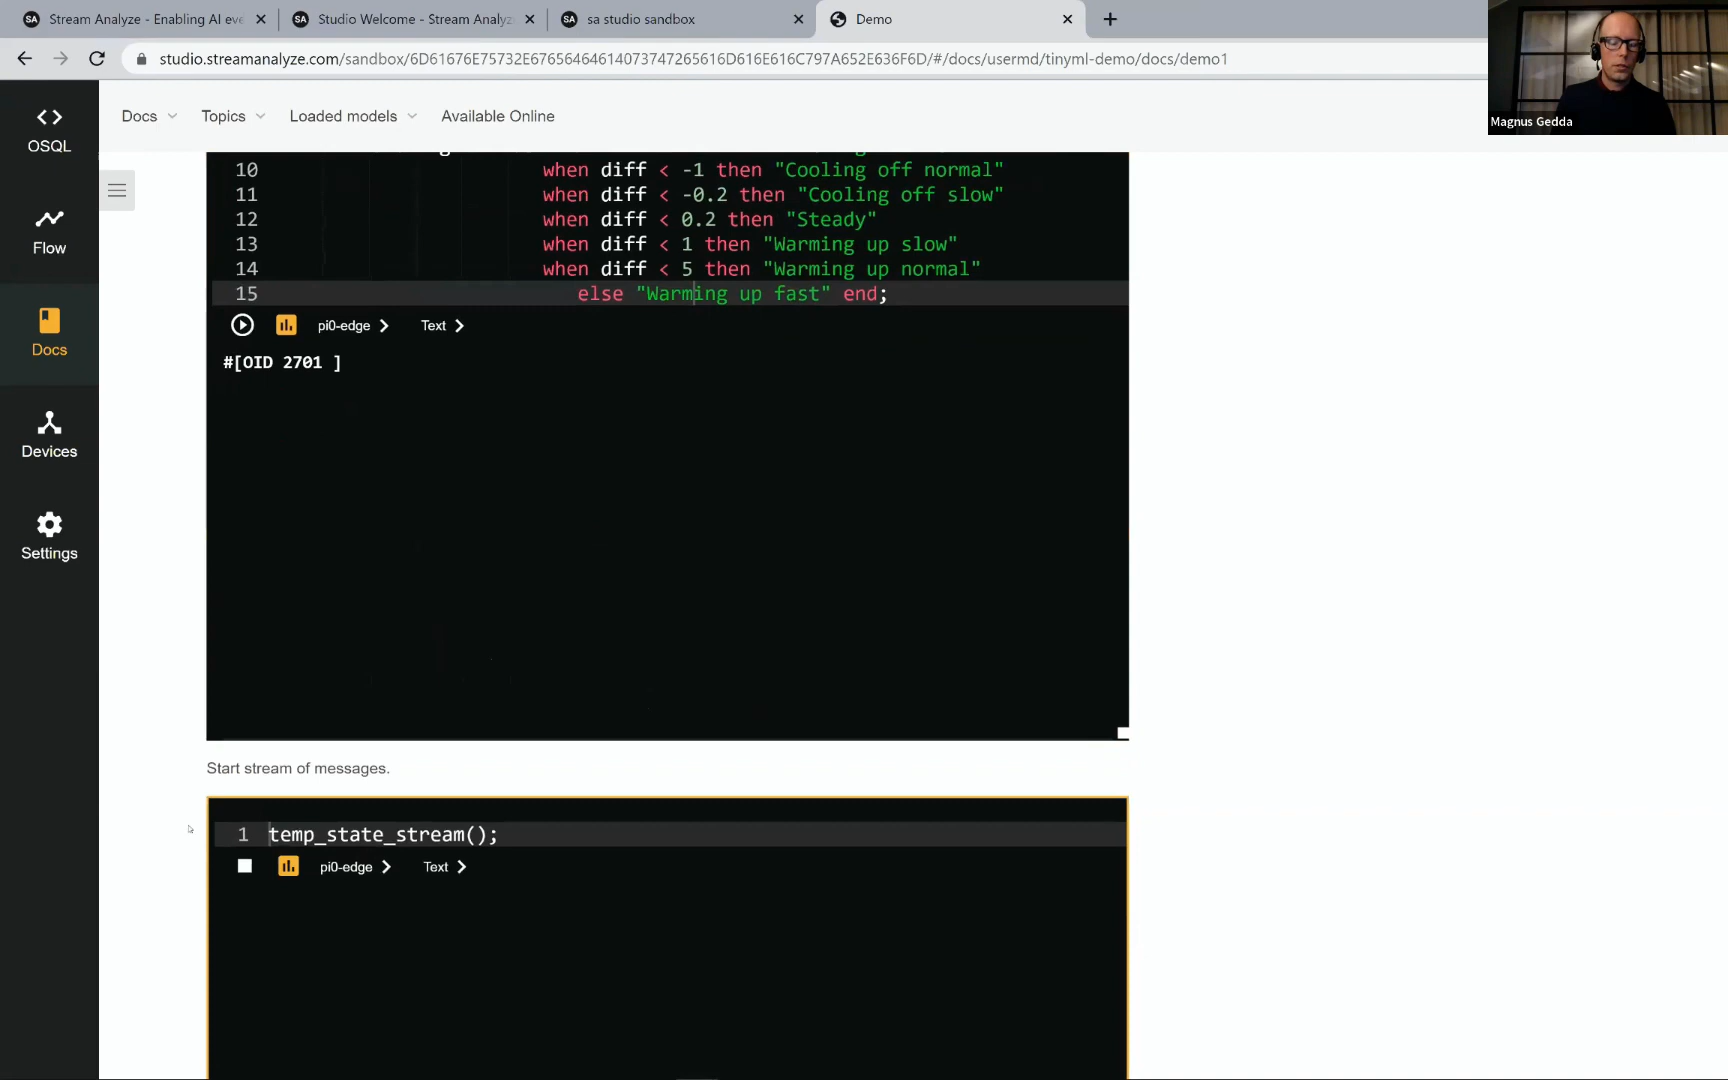 Stream Analyze - Enabling AI eve
Studio Welcome - Stream Analyz
sa studio sandbox
Demo
studio.streamanalyze.com/sandbox/6D61676E75732E67656464614073747265616D616E616C797A652E636F6D/#/docs/usermd/tinyml-demo/docs/demo1
Magnus Gedda
OSQL
Flow
Docs
Devices
Settings
Docs
Topics
Loaded models
Available Online
10 when diff < -1 then "Cooling off normal"
11 when diff < -0.2 then "Cooling off slow"
12 when diff < 0.2 then "Steady"
13 when diff < 1 then "Warming up slow"
14 when diff < 5 then "Warming up normal"
15 else "Warming up fast" end;
pi0-edge
Text
#[OID 2701 ]
Start stream of messages.
1 temp_state_stream();
pi0-edge
Text